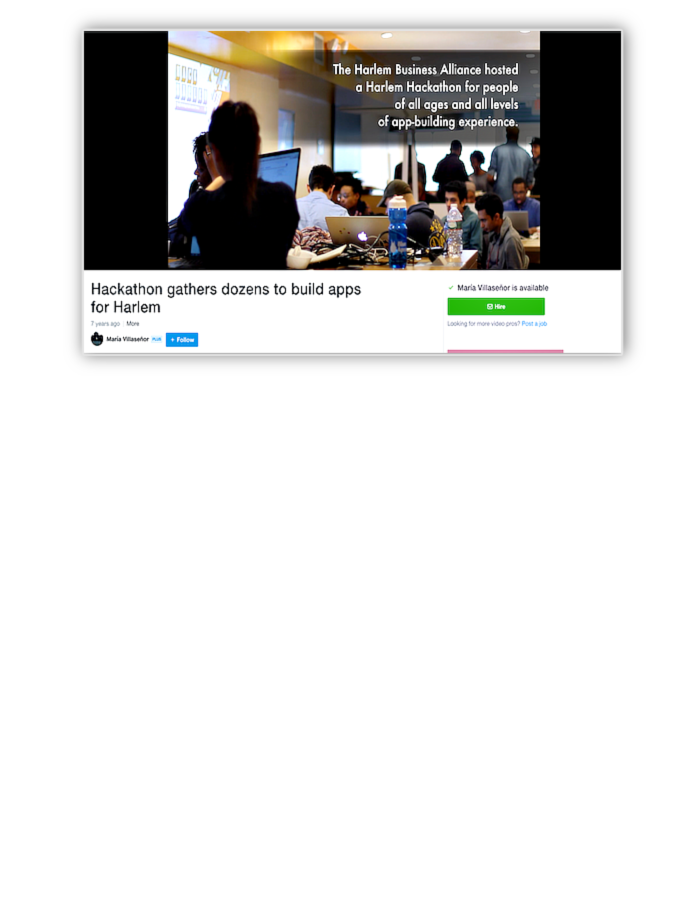 The Harlem Business Alliance hosted
a Harlem Hackathon for people
of all ages and all levels
of app-building experience.
Hackathon gathers dozens to build apps
for Harlem
7 years ago | More
María Villaseñor PLUS + Follow
✓ María Villaseñor is available
Hire
Looking for more video pros? Post a job